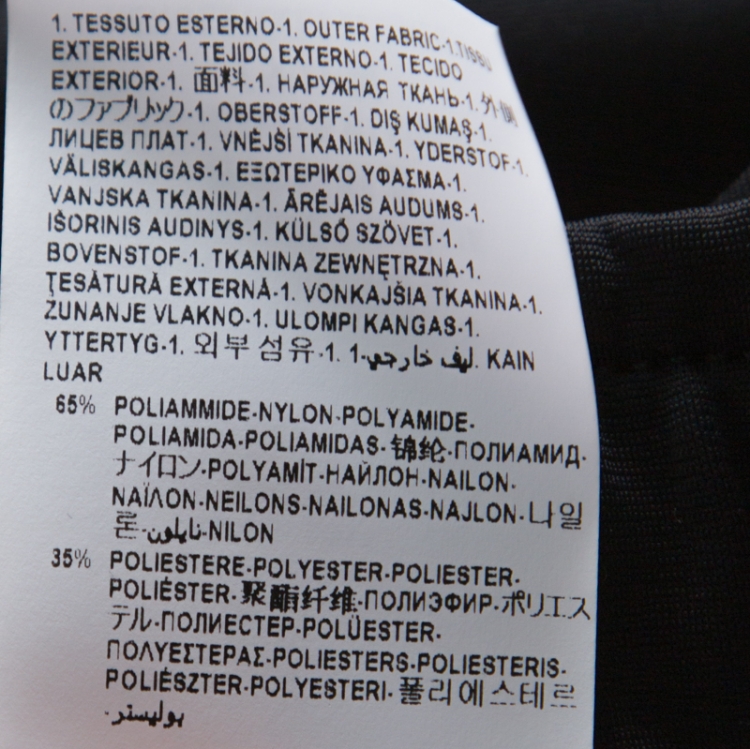 1. TESSUTO ESTERNO-1. OUTER FABRIC-1.TISSU
EXTERIEUR-1. TEJIDO EXTERNO-1. TECIDO
EXTERIOR-1. 面料-1. НАРУЖНАЯ ТКАНЬ-1. 外側
のファブリック-1. OBERSTOFF-1. DIŞ KUMAŞ-1.
ЛИЦЕВ ПЛАТ-1. VNĚJŠÍ TKANINA-1. YDERSTOF-1.
VÄLISKANGAS-1. ΕΞΩΤΕΡΙΚΟ ΥΦΑΣΜΑ-1.
VANJSKA TKANINA-1. ĀRĒJAIS AUDUMS-1.
IŠORINIS AUDINYS-1. KÜLSŐ SZÖVET-1.
BOVENSTOF-1. TKANINA ZEWNĘTRZNA-1.
ŢESĂTURĂ EXTERNĂ-1. VONKAJŠIA TKANINA-1.
ZUNANJE VLAKNO-1. ULOMPI KANGAS-1.
YTTERTYG-1. 외부 섬유-1. ليف خارجي-1. KAIN
LUAR
65% POLIAMMIDE-NYLON-POLYAMIDE-
POLIAMIDA-POLIAMIDAS-锦纶-ПОЛИАМИД-
ナイロン-POLYAMİT-НАЙЛОН-NAILON-
ΝΑΪΛΟΝ-NEILONS-NAILONAS-NAJLON-나일
론-نايلون-NILON
35% POLIESTERE-POLYESTER-POLIESTER-
POLIÉSTER-聚酯纤维-ПОЛИЭФИР-ポリエス
テル-ПОЛИЕСТЕР-POLÜESTER-
ΠΟΛΥΕΣΤΕΡΑΣ-POLIESTERS-POLIESTERIS-
POLIÉSZTER-POLYESTERI-폴리에스테르
بوليستر-